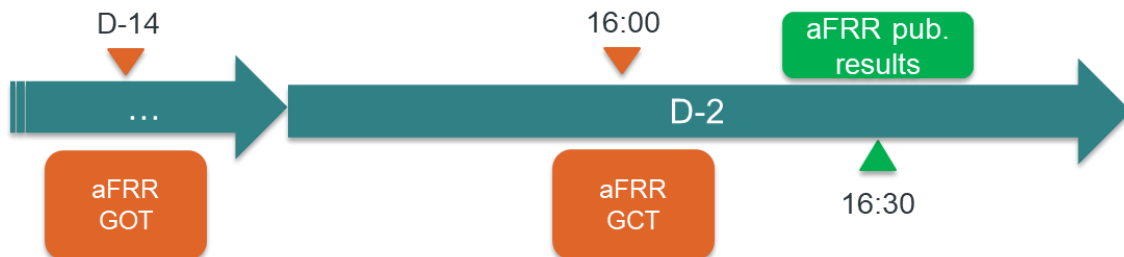 D-14
16:00
aFRR pub.
results
...
D-2
aFRR
GOT
aFRR
GCT
16:30